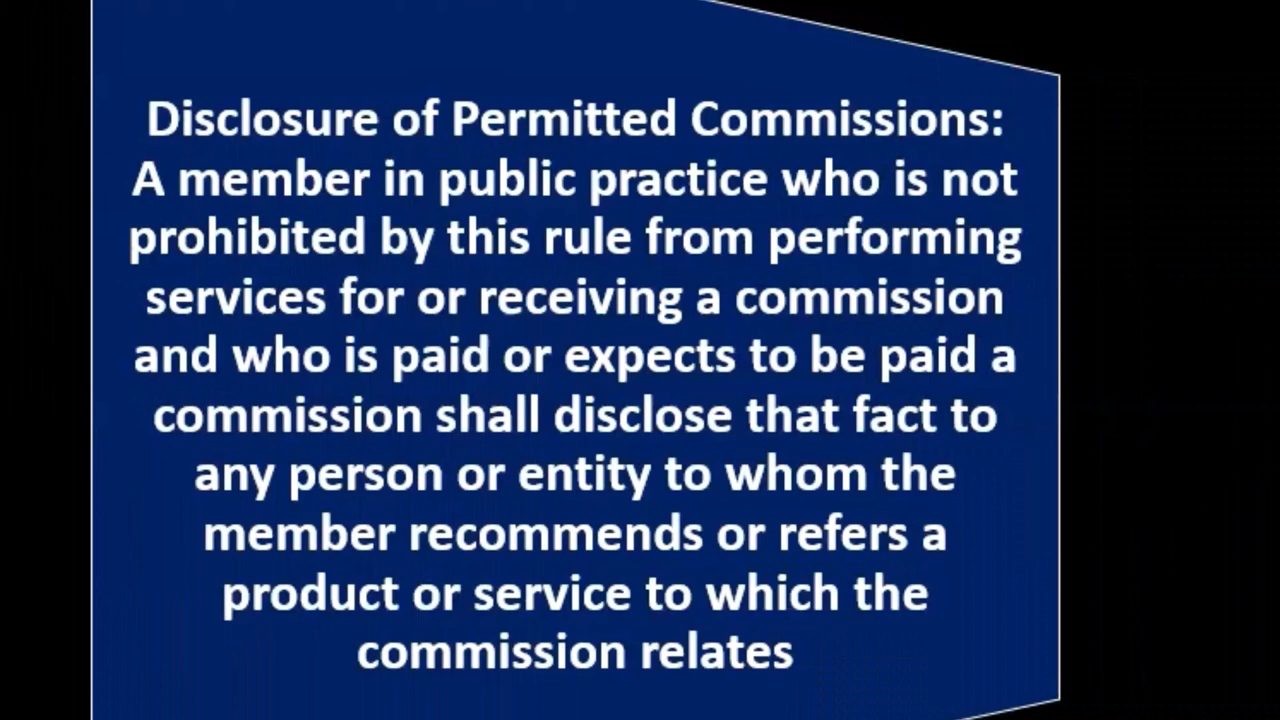 Disclosure of Permitted Commissions:
A member in public practice who is not
prohibited by this rule from performing
services for or receiving a commission
and who is paid or expects to be paid a
commission shall disclose that fact to
any person or entity to whom the
member recommends or refers a
product or service to which the
commission relates